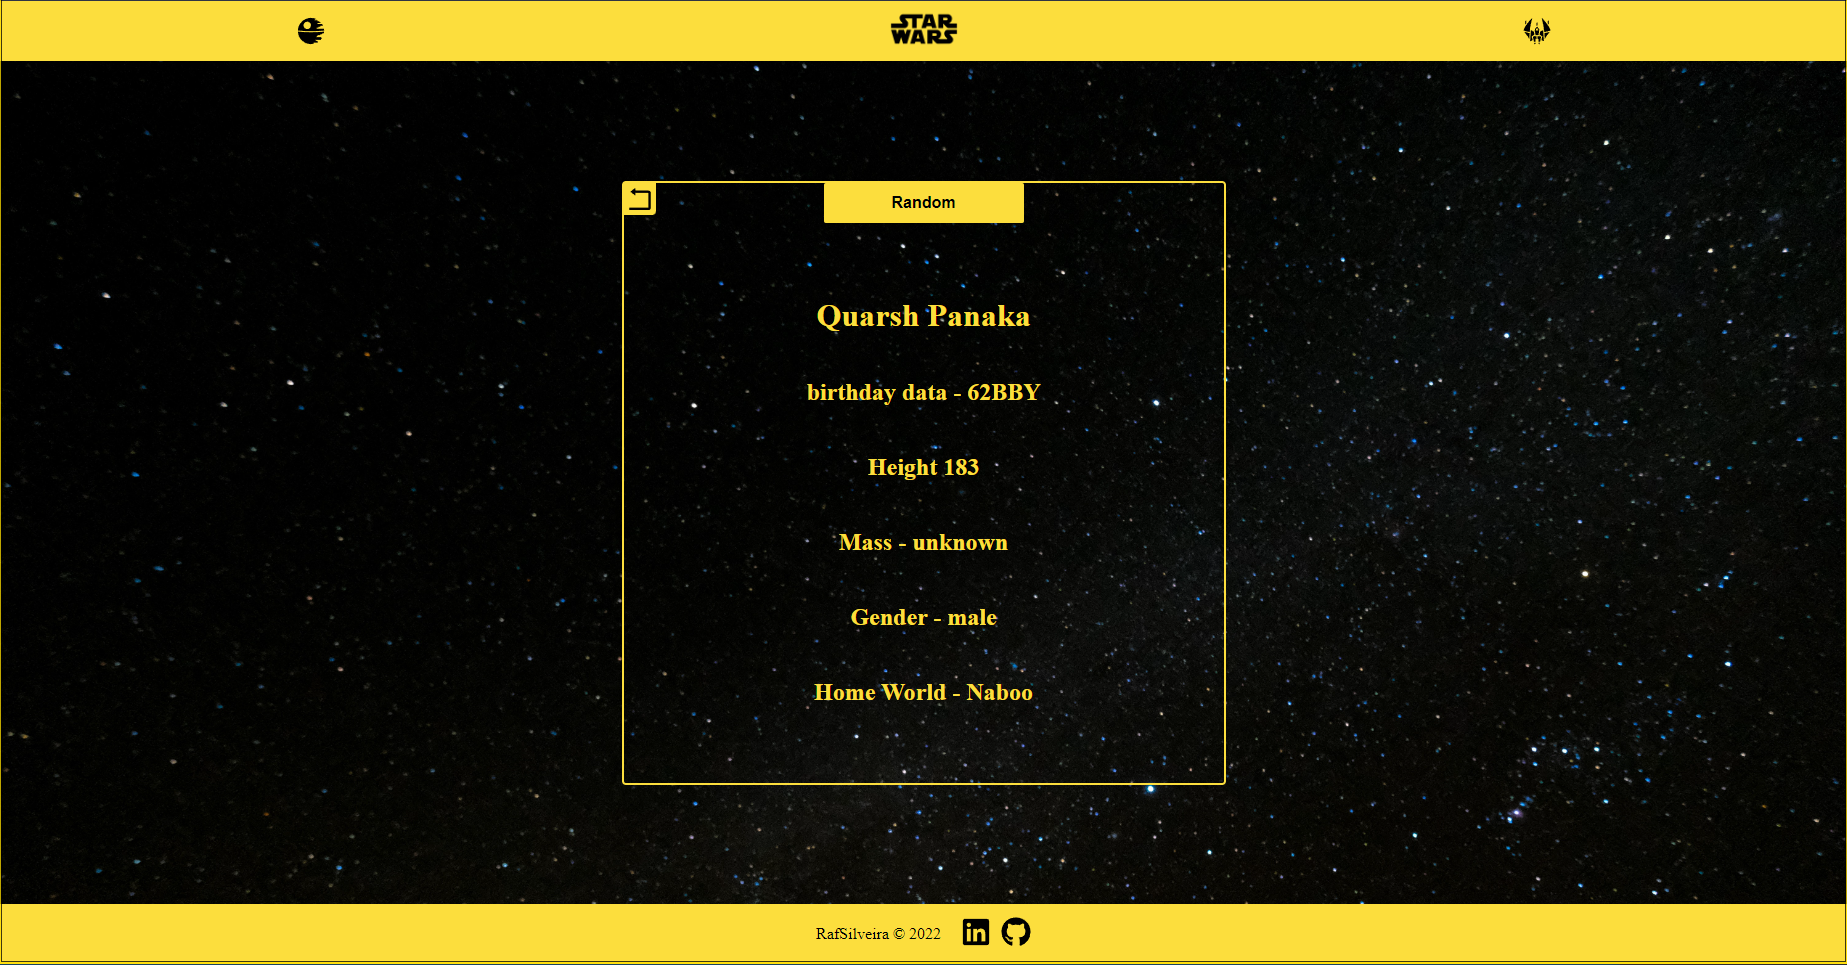 STAR
WARS
Random
Quarsh Panaka
birthday data - 62BBY
Height 183
Mass - unknown
Gender - male
Home World - Naboo
RafSilveira © 2022
in